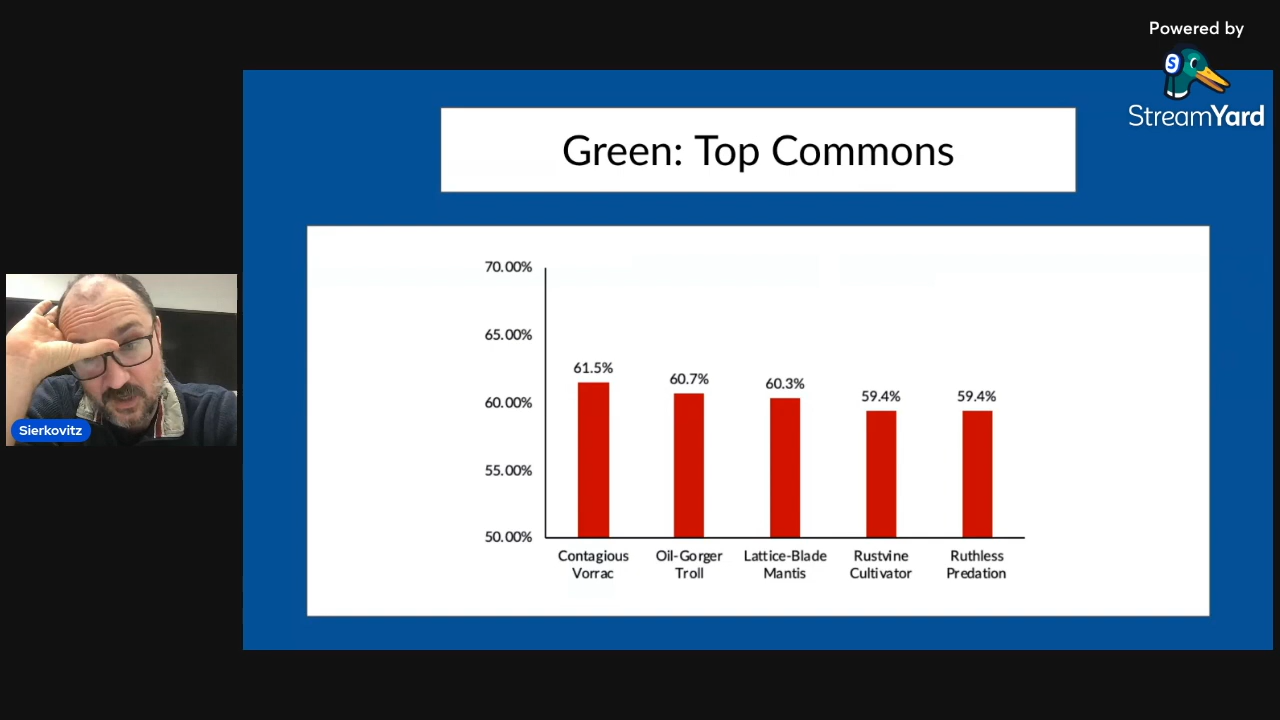 Powered by
S
StreamYard
Green: Top Commons
70.00%
65.00%
60.00%
55.00%
50.00%
61.5%
60.7%
60.3%
59.4%
59.4%
Contagious
Vorrac
Oil-Gorger
Troll
Lattice-Blade
Mantis
Rustvine
Cultivator
Ruthless
Predation
Sierkovitz